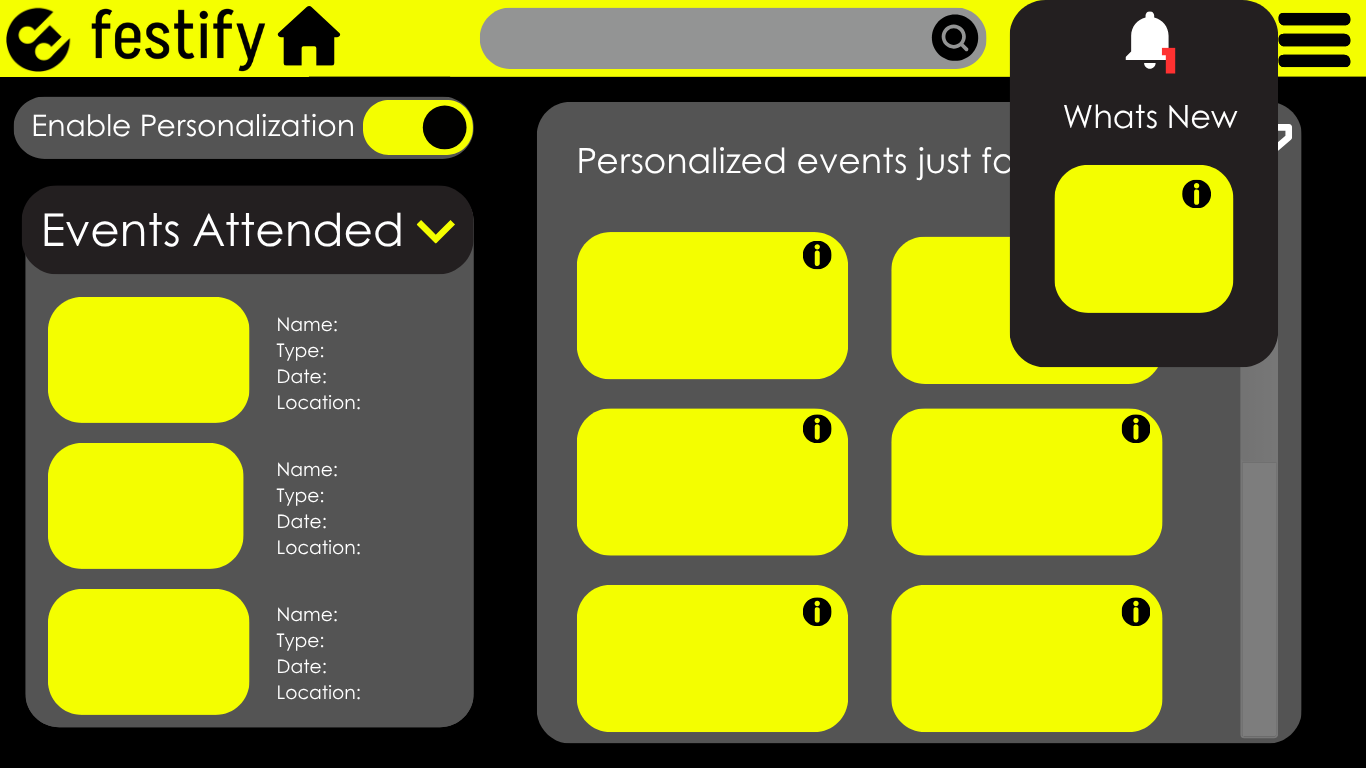 festify
1
Whats New
Enable Personalization
Personalized events just fo
Events Attended
Name:
Type:
Date:
Location:
Name:
Type:
Date:
Location:
Name:
Type:
Date:
Location: